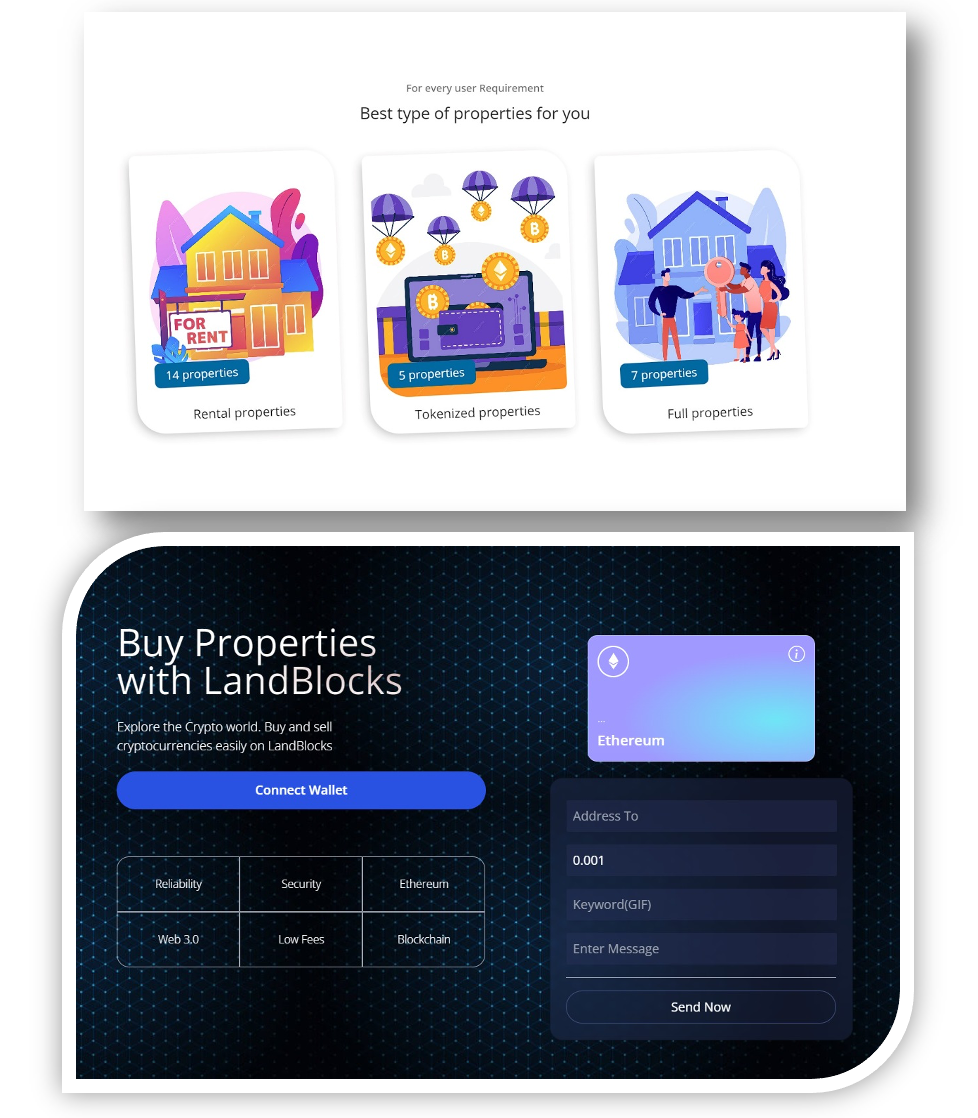 For every user Requirement
Best type of properties for you
FOR
RENT
14 properties
Rental properties
5 properties
Tokenized properties
7 properties
Full properties
Buy Properties
with LandBlocks
Explore the Crypto world. Buy and sell
cryptocurrencies easily on LandBlocks
Connect Wallet
Reliability
Security
Ethereum
Web 3.0
Low Fees
Blockchain
...
Ethereum
Address To
0.001
Keyword(GIF)
Enter Message
Send Now